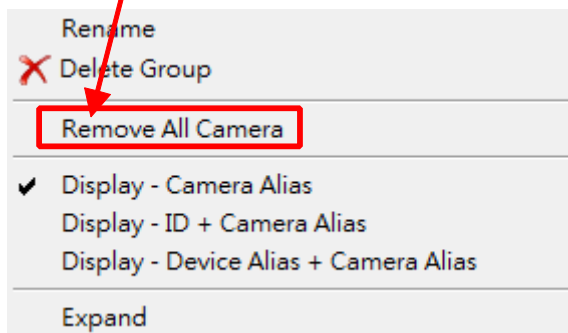 Rename
Delete Group
Remove All Camera
Display - Camera Alias
Display - ID + Camera Alias
Display - Device Alias + Camera Alias
Expand